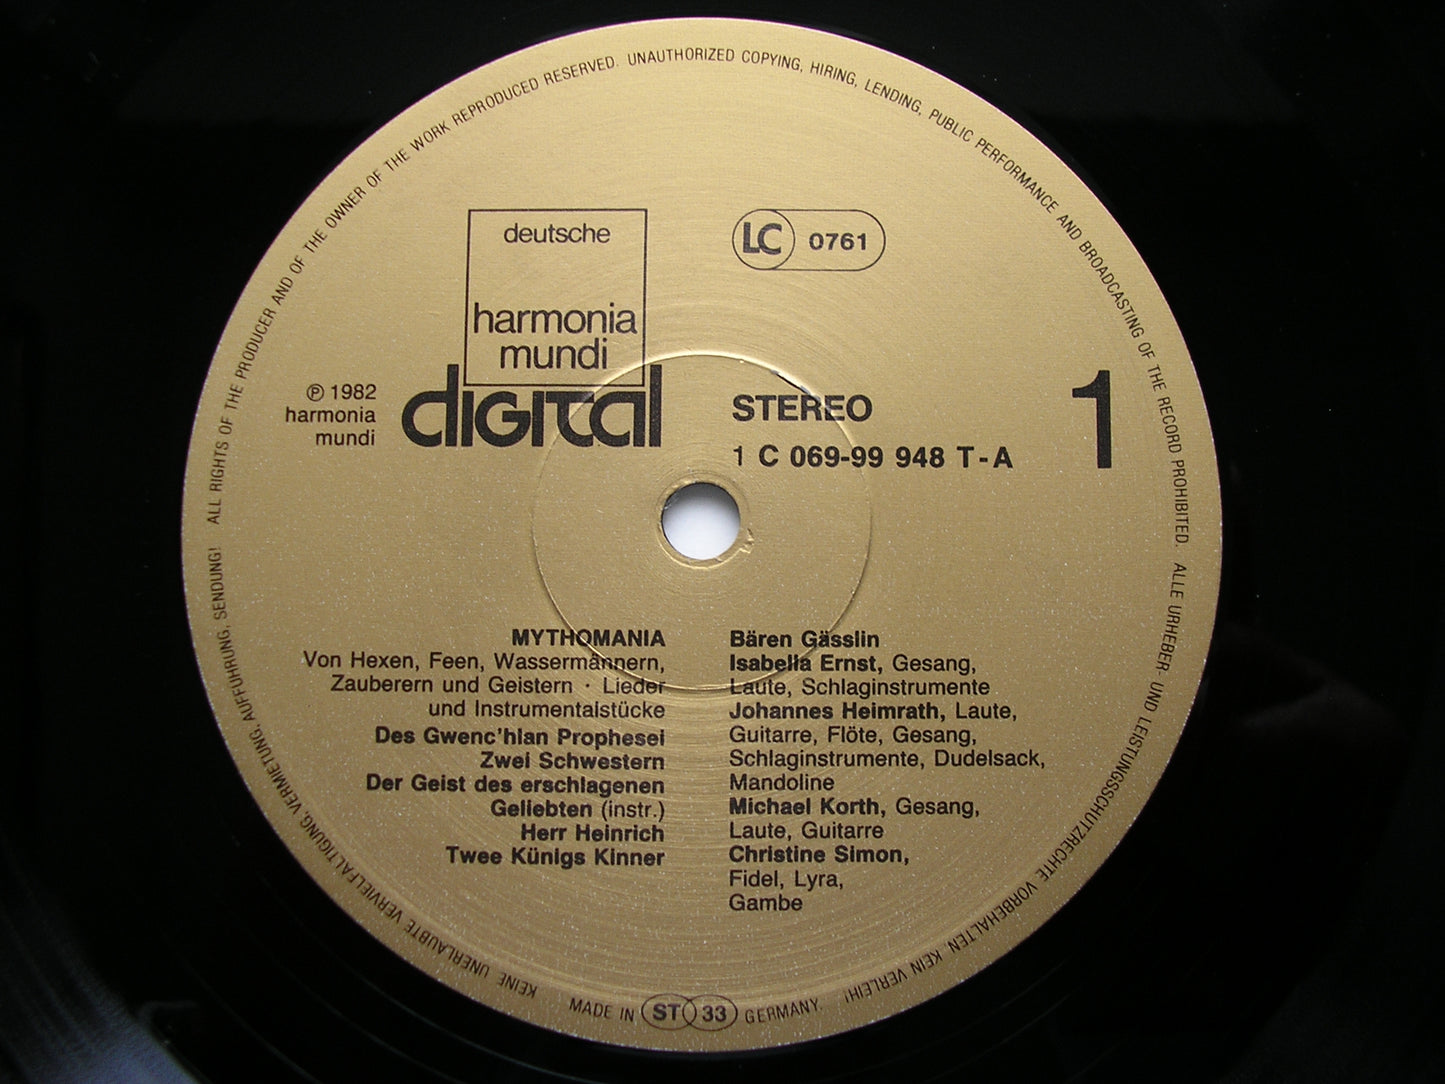 ALL RIGHTS OF THE PRODUCER AND OF THE OWNER OF THE WORK REPRODUCED RESERVED. UNAUTHORIZED COPYING, HIRING, LENDING, PUBLIC PERFORMANCE AND BROADCASTING OF THE RECORD PROHIBITED.
ALLE URHEBER- UND LEISTUNGSSCHUTZRECHTE VORBEHALTEN. KEIN VERLEIH! KEINE UNERLAUBTE VERVIELFÄLTIGUNG, VERMIETUNG, AUFFÜHRUNG, SENDUNG!
deutsche
harmonia
mundi
digital
LC 0761
℗ 1982
harmonia
mundi
STEREO
1 C 069-99 948 T-A
1
MYTHOMANIA
Von Hexen, Feen, Wassermännern,
Zauberern und Geistern · Lieder
und Instrumentalstücke
Des Gwenc'hlan Prophesei
Zwei Schwestern
Der Geist des erschlagenen
Geliebten (instr.)
Herr Heinrich
Twee Künigs Kinner
Bären Gässlin
Isabella Ernst, Gesang,
Laute, Schlaginstrumente
Johannes Heimrath, Laute,
Guitarre, Flöte, Gesang,
Schlaginstrumente, Dudelsack,
Mandoline
Michael Korth, Gesang,
Laute, Guitarre
Christine Simon,
Fidel, Lyra,
Gambe
MADE IN ST 33 GERMANY.